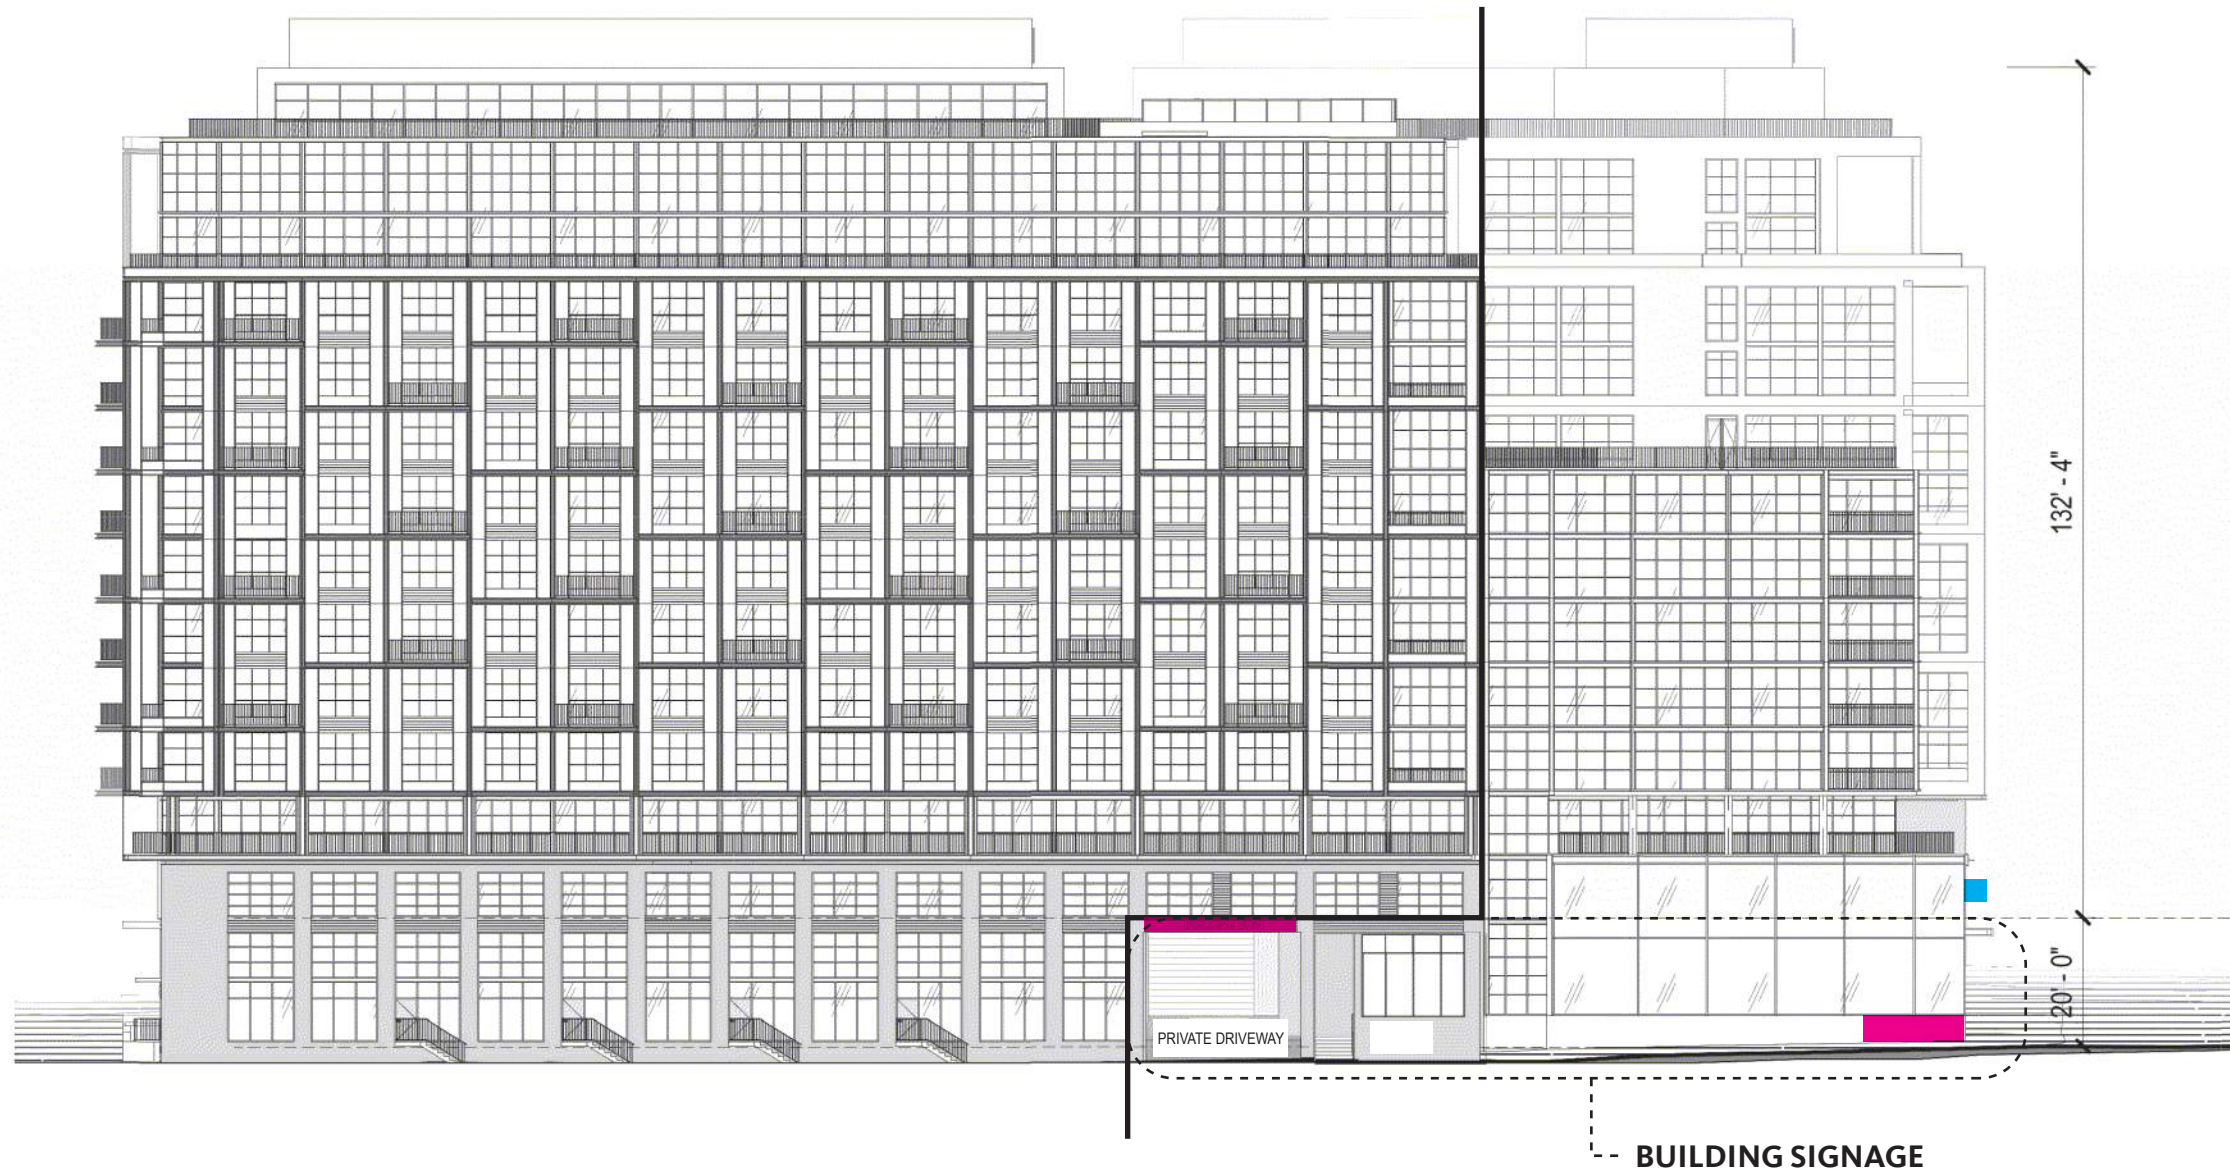 132' - 4"
20' - 0"
PRIVATE DRIVEWAY
BUILDING SIGNAGE